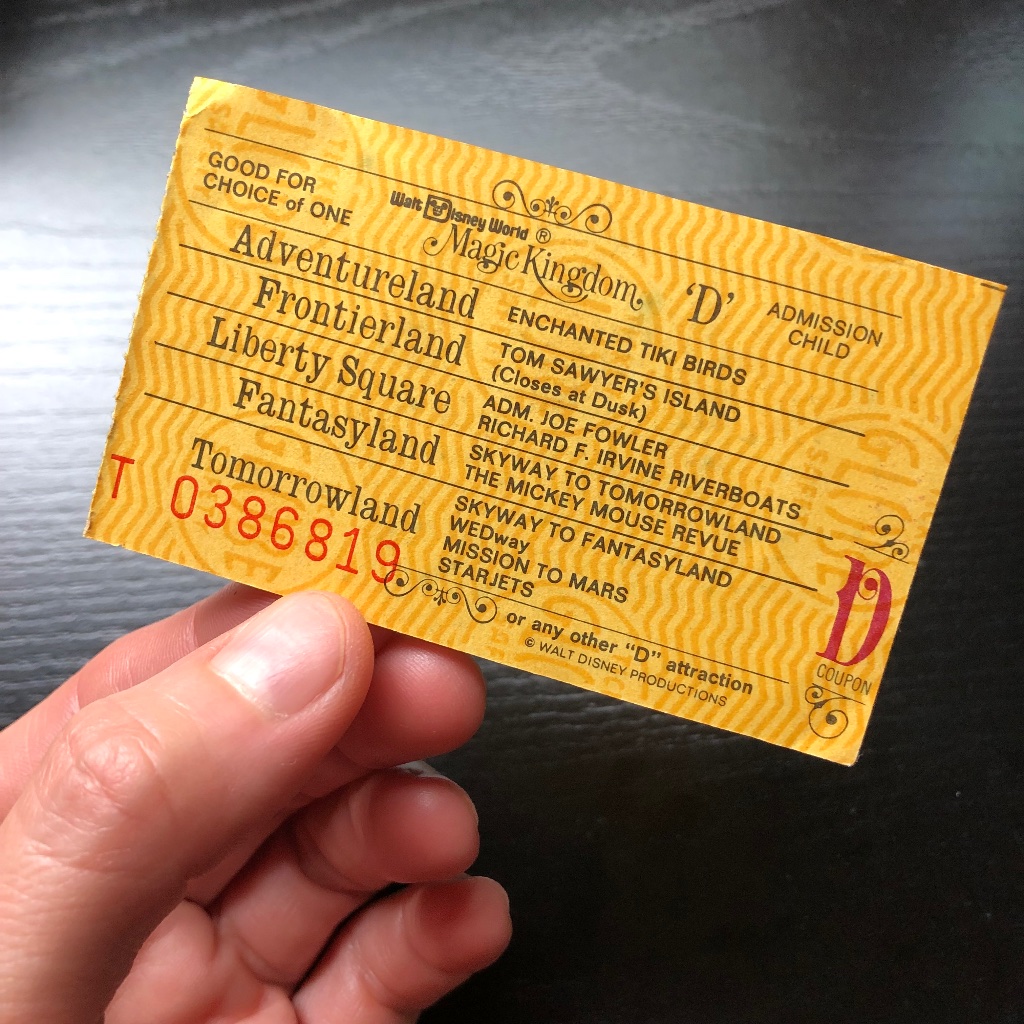 GOOD FOR
CHOICE of ONE
Walt Disney World ®
Magic Kingdom
'D'
ADMISSION
CHILD
Adventureland
ENCHANTED TIKI BIRDS
Frontierland
TOM SAWYER'S ISLAND
(Closes at Dusk)
Liberty Square
ADM. JOE FOWLER
RICHARD F. IRVINE RIVERBOATS
Fantasyland
SKYWAY TO TOMORROWLAND
THE MICKEY MOUSE REVUE
Tomorrowland
SKYWAY TO FANTASYLAND
WEDway
MISSION TO MARS
STARJETS
T 0386819
or any other "D" attraction
© WALT DISNEY PRODUCTIONS
D
COUPON